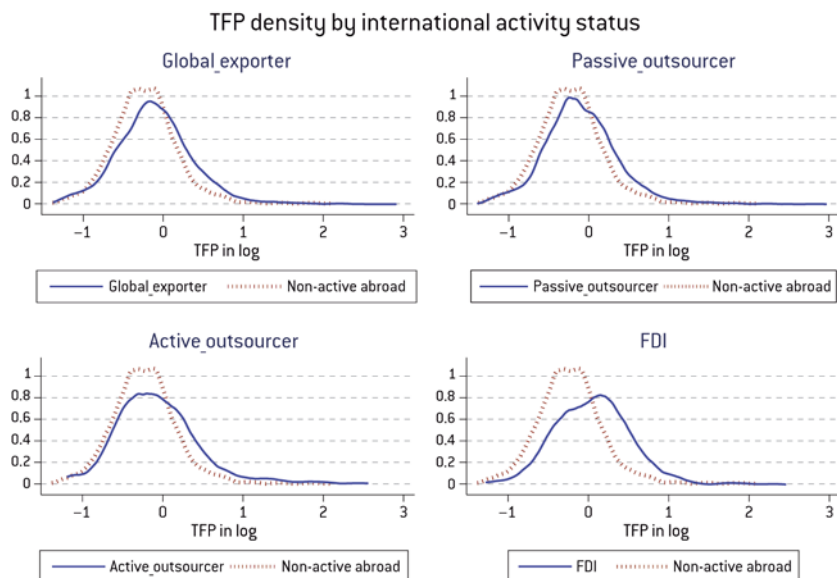 TFP density by international activity status
Global_exporter
1
0.8
0.6
0.4
0.2
0
−1 0 1 2 3
TFP in log
Global_exporter Non-active abroad
Passive_outsourcer
1
0.8
0.6
0.4
0.2
0
−1 0 1 2 3
TFP in log
Passive_outsourcer Non-active abroad
Active_outsourcer
1
0.8
0.6
0.4
0.2
0
−1 0 1 2 3
TFP in log
Active_outsourcer Non-active abroad
FDI
1
0.8
0.6
0.4
0.2
0
−1 0 1 2 3
TFP in log
FDI Non-active abroad